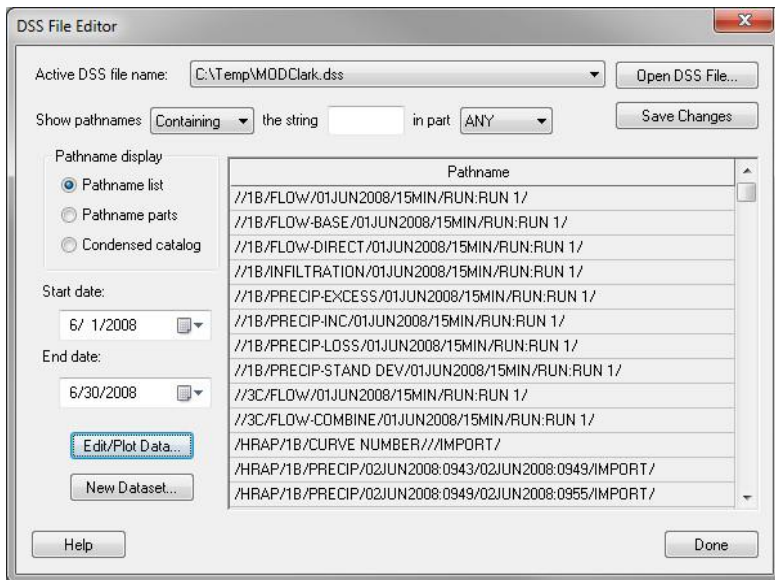 DSS File Editor
Active DSS file name: C:\Temp\MODClark.dss Open DSS File...
Show pathnames Containing the string in part ANY Save Changes
Pathname display
Pathname list
Pathname parts
Condensed catalog
Start date:
6/ 1/2008
End date:
6/30/2008
Edit/Plot Data...
New Dataset...
Pathname
//1B/FLOW/01JUN2008/15MIN/RUN:RUN 1/
//1B/FLOW-BASE/01JUN2008/15MIN/RUN:RUN 1/
//1B/FLOW-DIRECT/01JUN2008/15MIN/RUN:RUN 1/
//1B/INFILTRATION/01JUN2008/15MIN/RUN:RUN 1/
//1B/PRECIP-EXCESS/01JUN2008/15MIN/RUN:RUN 1/
//1B/PRECIP-INC/01JUN2008/15MIN/RUN:RUN 1/
//1B/PRECIP-LOSS/01JUN2008/15MIN/RUN:RUN 1/
//1B/PRECIP-STAND DEV/01JUN2008/15MIN/RUN:RUN 1/
//3C/FLOW/01JUN2008/15MIN/RUN:RUN 1/
//3C/FLOW-COMBINE/01JUN2008/15MIN/RUN:RUN 1/
/HRAP/1B/CURVE NUMBER///IMPORT/
/HRAP/1B/PRECIP/02JUN2008:0943/02JUN2008:0949/IMPORT/
/HRAP/1B/PRECIP/02JUN2008:0949/02JUN2008:0955/IMPORT/
Help Done